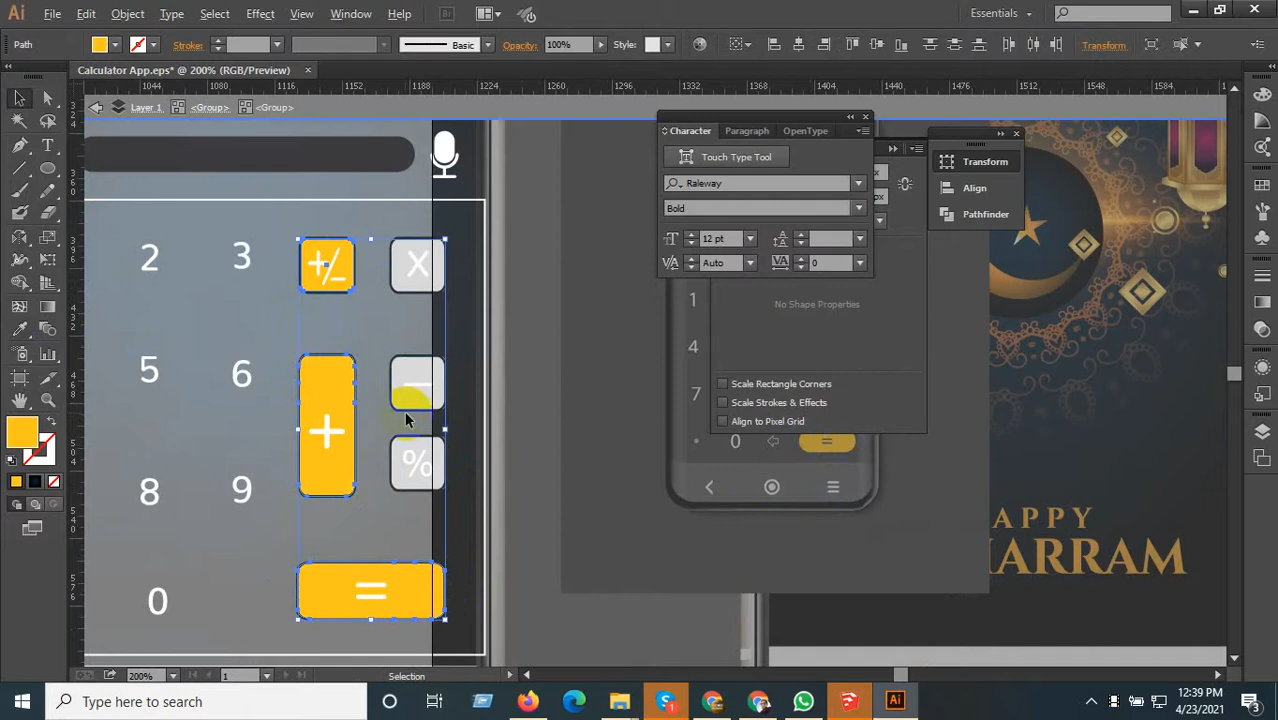 Ai File Edit Object Type Select Effect View Window Help Br Essentials
Path Stroke: Basic Opacity: 100% Style: Transform
Calculator App.eps* @ 200% (RGB/Preview) ×
1044 1080 1116 1152 1188 1224 1296 1332 1368 1404 1440 1476 1512 1548 1584
Layer 1 <Group> <Group>
Character Paragraph OpenType
Touch Type Tool
Raleway
Bold
12 pt
Auto 0
Transform
Align
Pathfinder
No Shape Properties
Scale Rectangle Corners
Scale Strokes & Effects
Align to Pixel Grid
2 3 +/− X
5 6 + −
8 9 %
0 =
1
4
7
0 =
HAPPY
HARRAM
200% 1 Selection
Type here to search
12:39 PM
4/23/2021